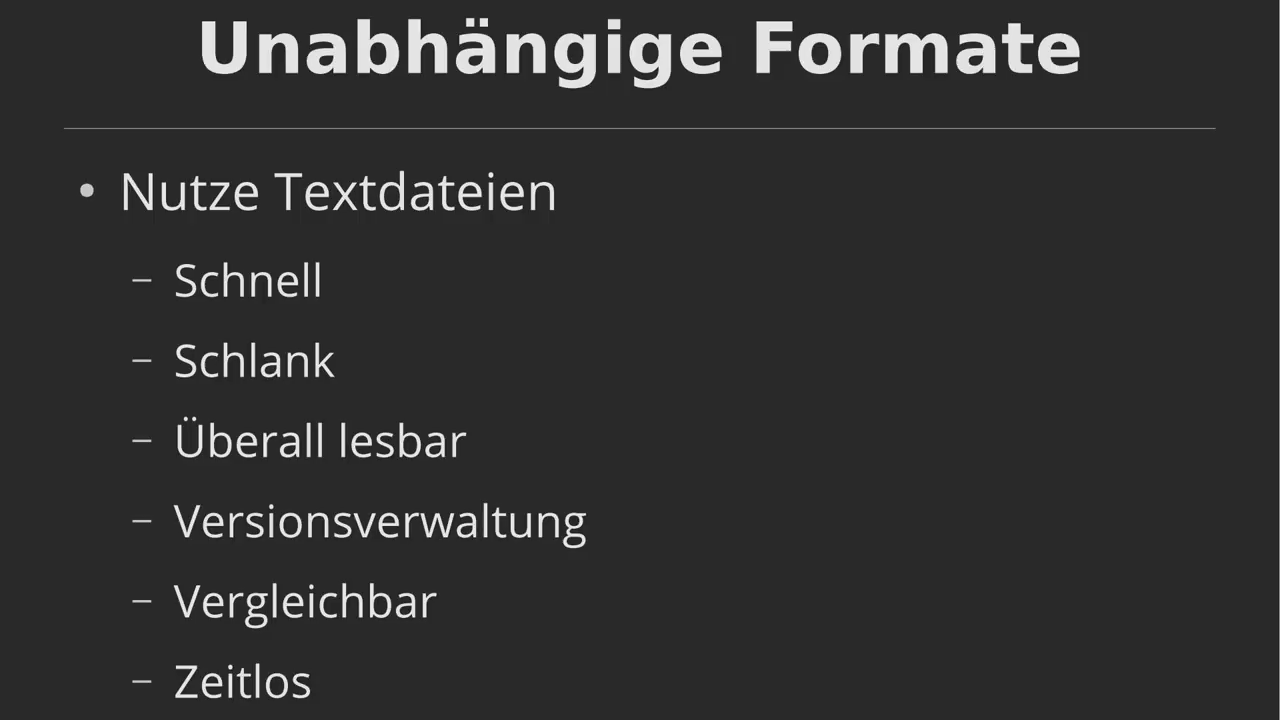 Unabhängige Formate
• Nutze Textdateien
– Schnell
– Schlank
– Überall lesbar
– Versionsverwaltung
– Vergleichbar
– Zeitlos